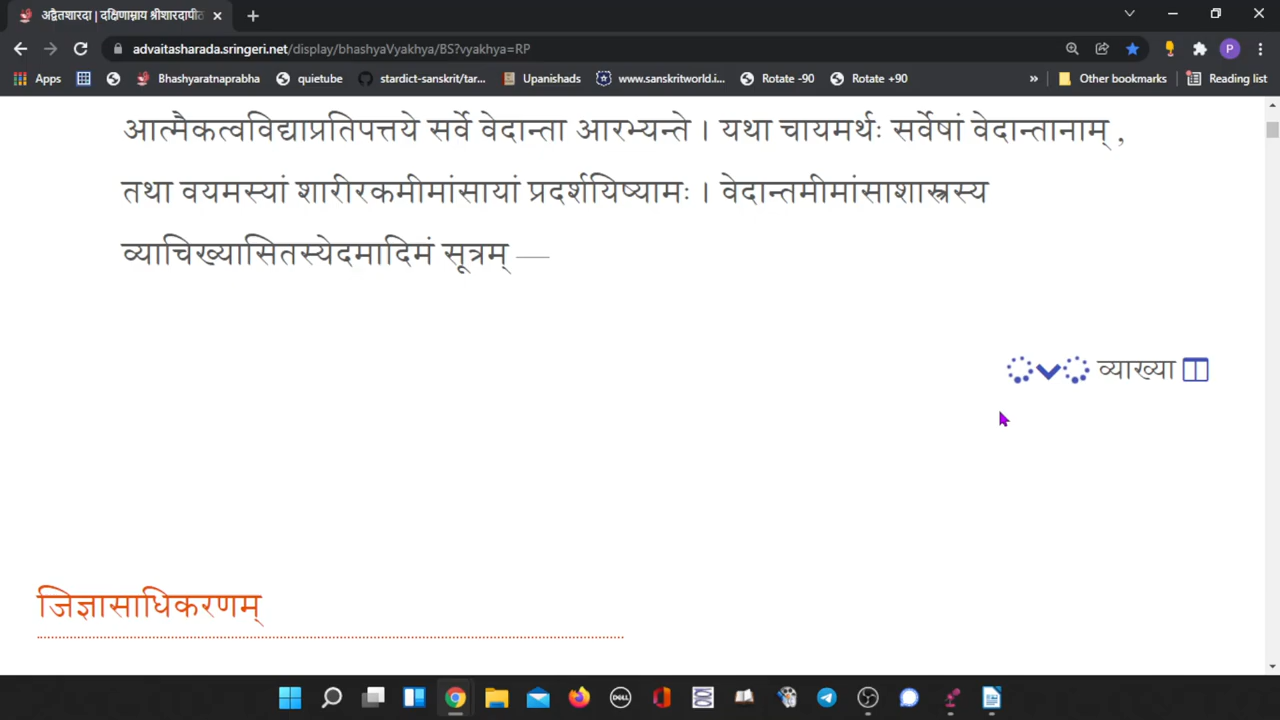 अद्वैतशारदा | दक्षिणाम्नाय श्रीशारदापीठ
advaitasharada.sringeri.net/display/bhashyaVyakhya/BS?vyakhya=RP
P
Apps Bhashyaratnaprabha quietube stardict-sanskrit/tar... Upanishads www.sanskritworld.i... Rotate -90 Rotate +90 » Other bookmarks Reading list
आत्मैकत्वविद्याप्रतिपत्तये सर्वे वेदान्ता आरभ्यन्ते । यथा चायमर्थः सर्वेषां वेदान्तानाम् ,
तथा वयमस्यां शारीरकमीमांसायां प्रदर्शयिष्यामः । वेदान्तमीमांसाशास्त्रस्य
व्याचिख्यासितस्येदमादिमं सूत्रम् —
व्याख्या
जिज्ञासाधिकरणम्
DELL